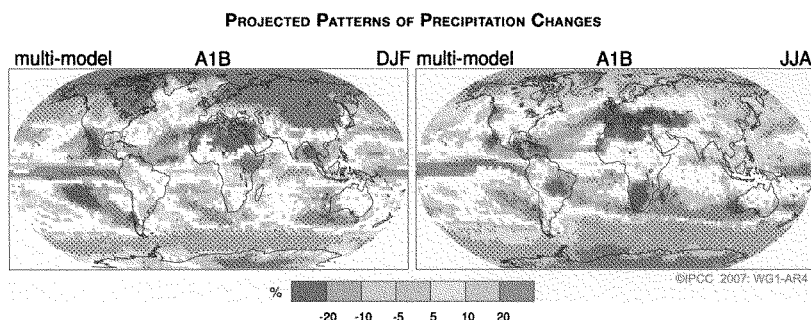 PROJECTED PATTERNS OF PRECIPITATION CHANGES
multi-model A1B DJF multi-model A1B JJA
©IPCC 2007: WG1-AR4
%
-20 -10 -5 5 10 20